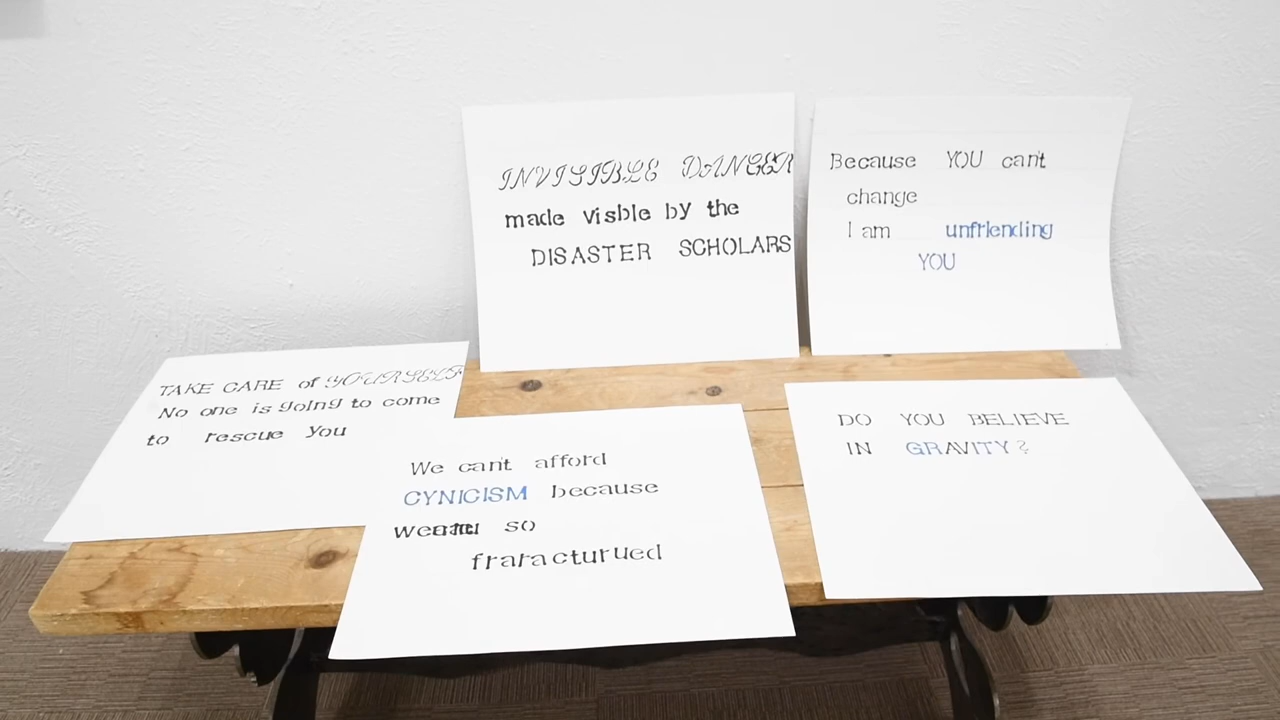 INVISIBLE DANGER
made visble by the
DISASTER SCHOLARS
Because YOU can't
change
I am unfriending
YOU
TAKE CARE of YOURSELF
No one is going to come
to rescue you
We can't afford
CYNICISM because
so
fraracturued
DO YOU BELIEVE
IN GRAVITY?